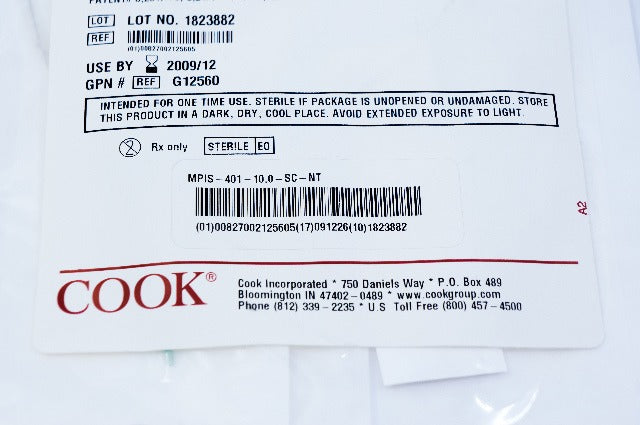 LOT LOT NO. 1823882
REF
(01)00827002125605
USE BY 2009/12
GPN # REF G12560
INTENDED FOR ONE TIME USE. STERILE IF PACKAGE IS UNOPENED OR UNDAMAGED. STORE
THIS PRODUCT IN A DARK, DRY, COOL PLACE. AVOID EXTENDED EXPOSURE TO LIGHT.
2 Rx only STERILE EO
MPIS-401-10.0-SC-NT
(01)00827002125605(17)091226(10)1823882
A2
COOK®
Cook Incorporated * 750 Daniels Way * P.O. Box 489
Bloomington IN 47402-0489 * www.cookgroup.com
Phone (812) 339-2235 * U.S. Toll Free (800) 457-4500